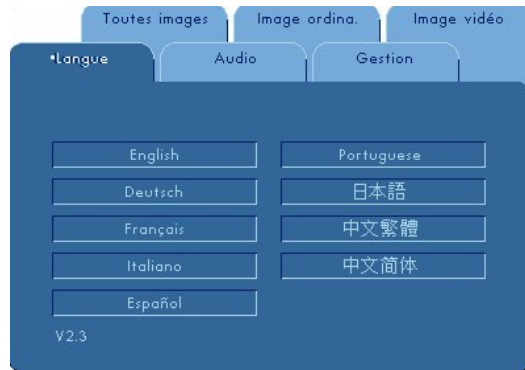 Toutes images Image ordina. Image vidéo
•Langue Audio Gestion
English Portuguese
Deutsch 日本語
Français 中文繁體
Italiano 中文简体
Español
V2.3